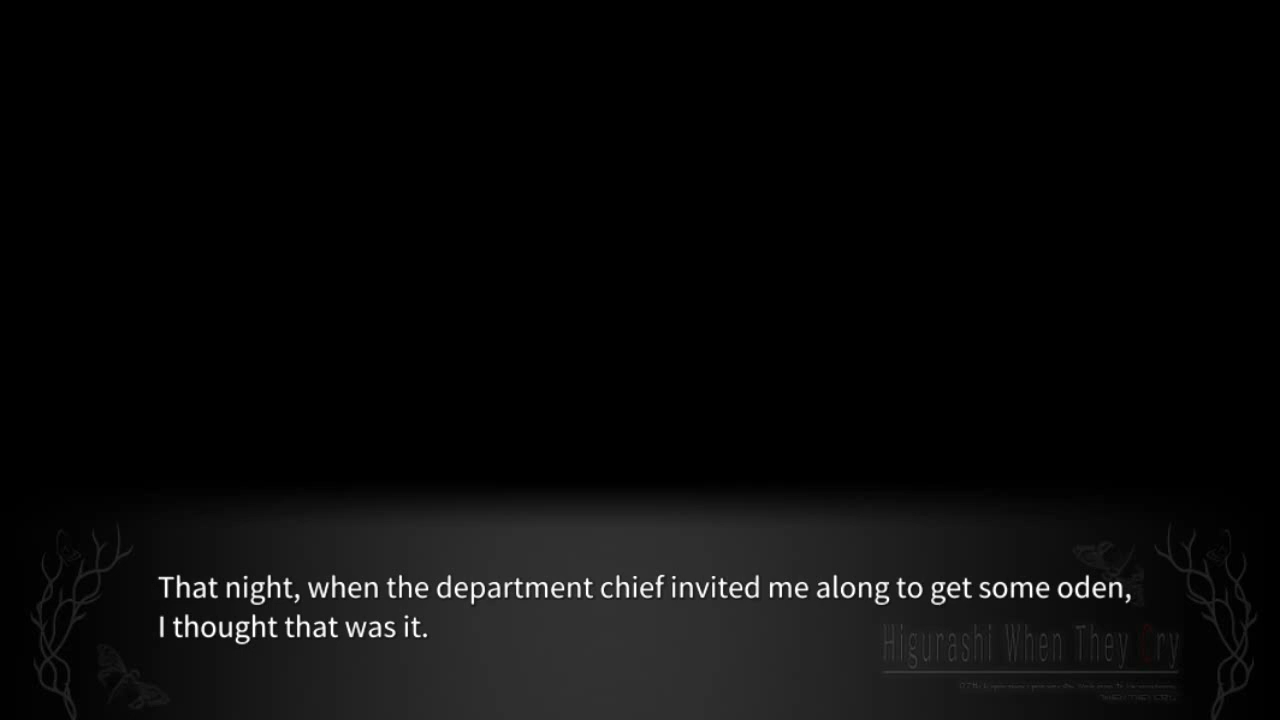 That night, when the department chief invited me along to get some oden,
I thought that was it.
Higurashi When They Cry